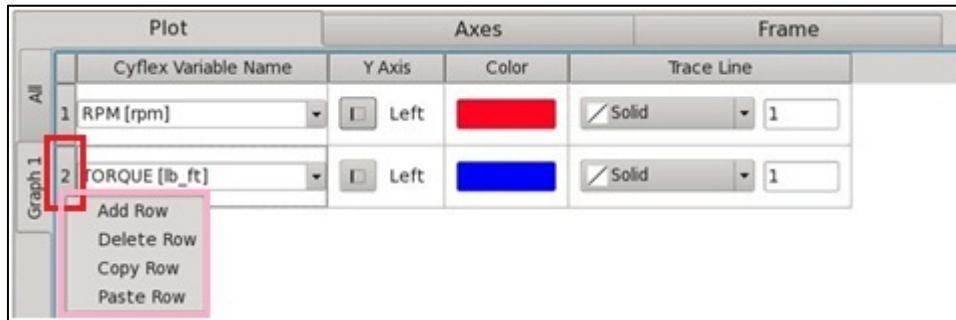 Plot Axes Frame
Cyflex Variable Name Y Axis Color Trace Line
All
1 RPM [rpm] Left Solid 1
Graph 1
2 TORQUE [lb_ft] Left Solid 1
Add Row
Delete Row
Copy Row
Paste Row